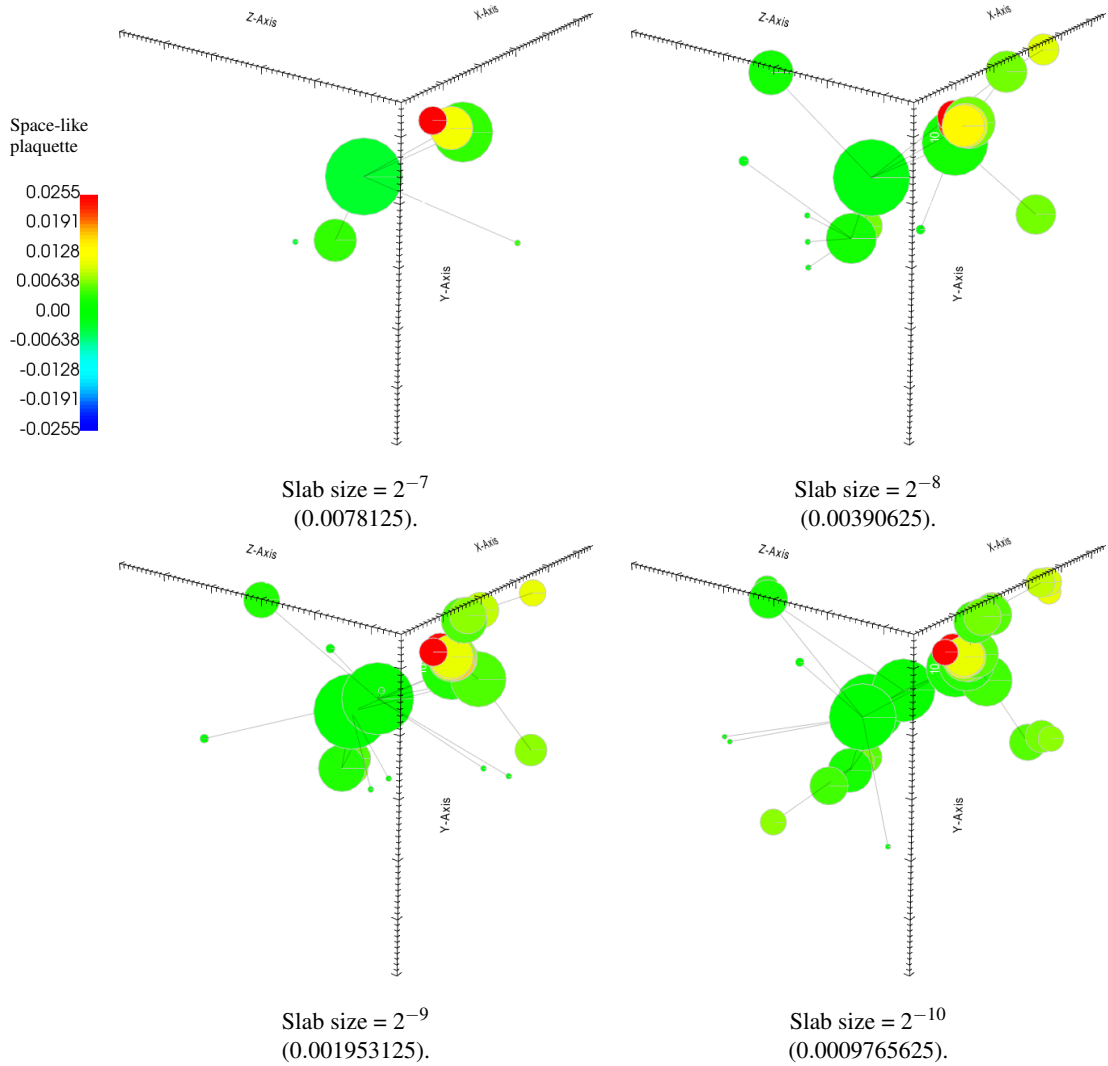 Z-Axis
X-Axis
Y-Axis
Space-like
plaquette
0.0255
0.0191
0.0128
0.00638
0.00
-0.00638
-0.0128
-0.0191
-0.0255
Slab size = 2⁻⁷
(0.0078125).
Z-Axis
X-Axis
10
Y-Axis
Slab size = 2⁻⁸
(0.00390625).
Z-Axis
X-Axis
Y-Axis
Slab size = 2⁻⁹
(0.001953125).
Z-Axis
X-Axis
10
Y-Axis
Slab size = 2⁻¹⁰
(0.0009765625).